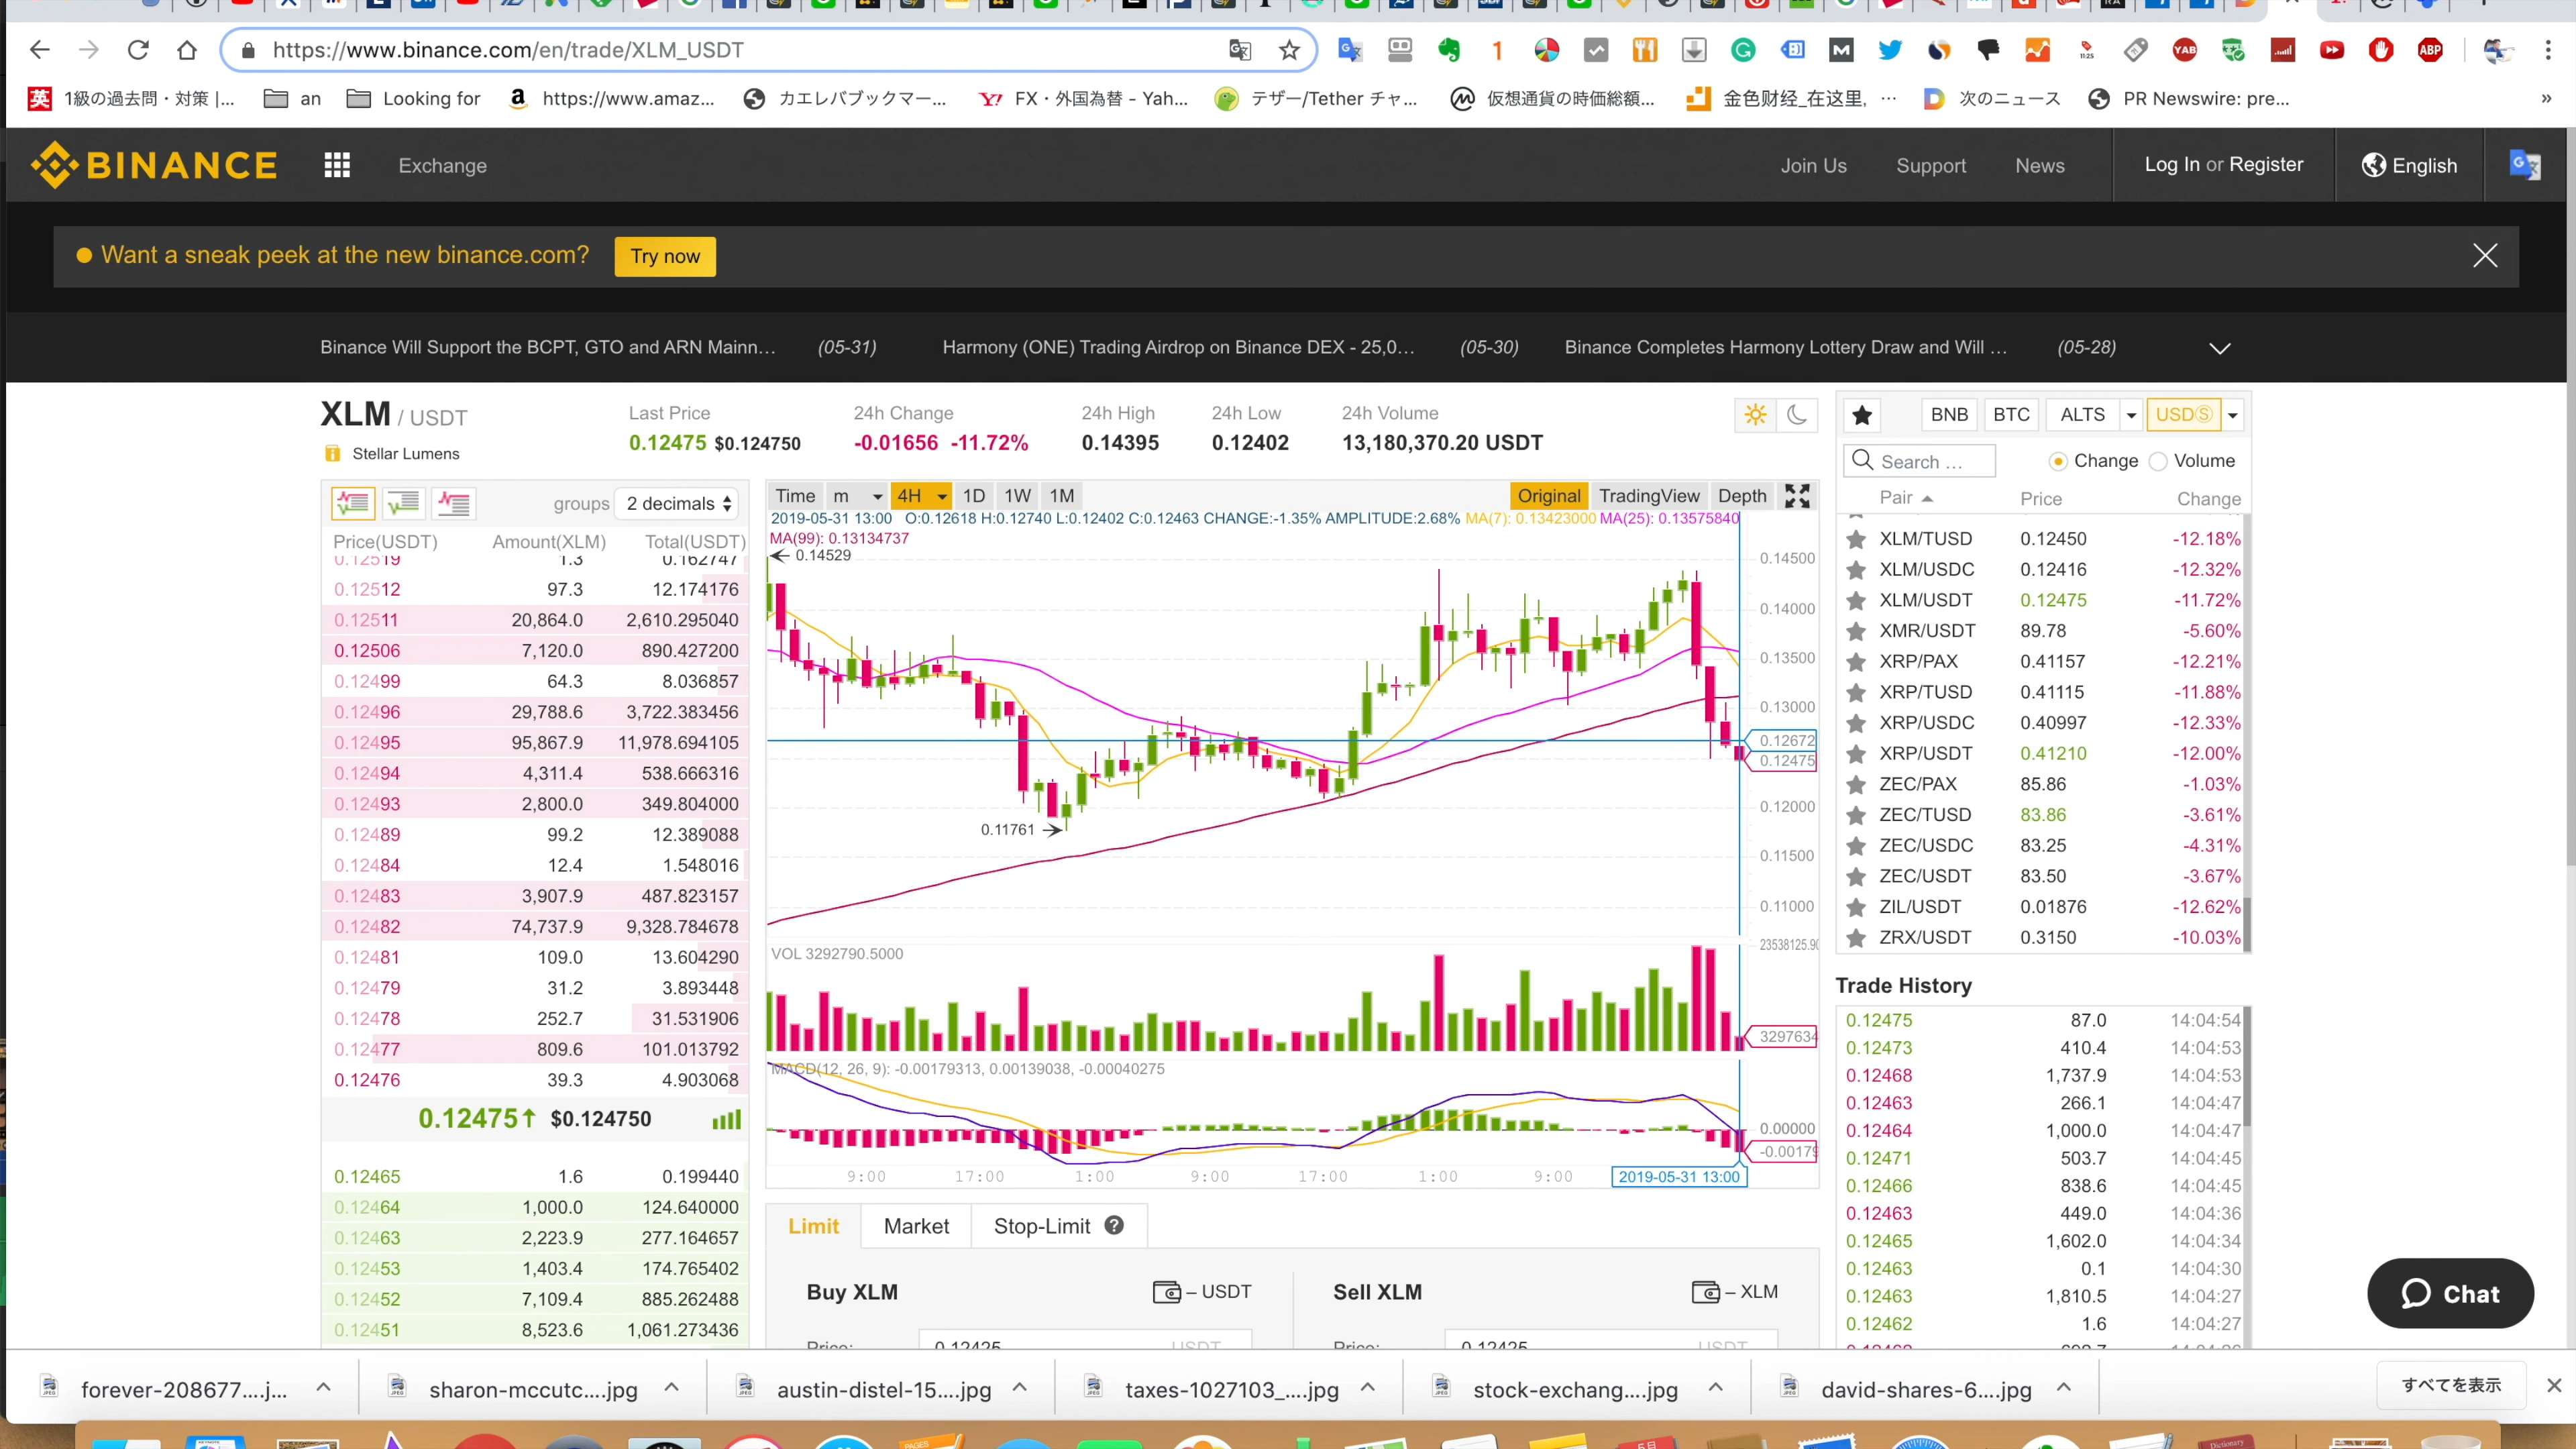 https://www.binance.com/en/trade/XLM_USDT
1級の過去問・対策 |...
an
Looking for
https://www.amaz...
カエレバブックマー...
FX・外国為替 - Yah...
テザー/Tether チャ...
仮想通貨の時価総額...
金色财经_在这里, ...
次のニュース
PR Newswire: pre...
BINANCE
Exchange
Join Us
Support
News
Log In or Register
English
Want a sneak peek at the new binance.com?
Try now
Binance Will Support the BCPT, GTO and ARN Mainn... (05-31)
Harmony (ONE) Trading Airdrop on Binance DEX - 25,0... (05-30)
Binance Completes Harmony Lottery Draw and Will ... (05-28)
XLM / USDT
Stellar Lumens
Last Price
0.12475 $0.124750
24h Change
-0.01656 -11.72%
24h High
0.14395
24h Low
0.12402
24h Volume
13,180,370.20 USDT
groups 2 decimals
Price(USDT) Amount(XLM) Total(USDT)
0.12519 1.3 0.162747
0.12512 97.3 12.174176
0.12511 20,864.0 2,610.295040
0.12506 7,120.0 890.427200
0.12499 64.3 8.036857
0.12496 29,788.6 3,722.383456
0.12495 95,867.9 11,978.694105
0.12494 4,311.4 538.666316
0.12493 2,800.0 349.804000
0.12489 99.2 12.389088
0.12484 12.4 1.548016
0.12483 3,907.9 487.823157
0.12482 74,737.9 9,328.784678
0.12481 109.0 13.604290
0.12479 31.2 3.893448
0.12478 252.7 31.531906
0.12477 809.6 101.013792
0.12476 39.3 4.903068
0.12475↑ $0.124750
0.12465 1.6 0.199440
0.12464 1,000.0 124.640000
0.12463 2,223.9 277.164657
0.12453 1,403.4 174.765402
0.12452 7,109.4 885.262488
0.12451 8,523.6 1,061.273436
Time m 4H 1D 1W 1M
Original TradingView Depth
2019-05-31 13:00 O:0.12618 H:0.12740 L:0.12402 C:0.12463 CHANGE:-1.35% AMPLITUDE:2.68% MA(7): 0.13423000 MA(25): 0.13575840
MA(99): 0.13134737
0.14529
0.11761
0.14500
0.14000
0.13500
0.13000
0.12672
0.12475
0.12000
0.11500
0.11000
VOL 3292790.5000
23538125.90
3297634
MACD(12, 26, 9): -0.00179313, 0.00139038, -0.00040275
0.00000
-0.00179
9:00 17:00 1:00 9:00 17:00 1:00 9:00 2019-05-31 13:00
Limit
Market
Stop-Limit ?
Buy XLM
– USDT
Sell XLM
– XLM
Price: 0.12425 USDT
Price: 0.12425 USDT
BNB BTC ALTS USDⓈ
Search ...
Change Volume
Pair Price Change
XLM/TUSD 0.12450 -12.18%
XLM/USDC 0.12416 -12.32%
XLM/USDT 0.12475 -11.72%
XMR/USDT 89.78 -5.60%
XRP/PAX 0.41157 -12.21%
XRP/TUSD 0.41115 -11.88%
XRP/USDC 0.40997 -12.33%
XRP/USDT 0.41210 -12.00%
ZEC/PAX 85.86 -1.03%
ZEC/TUSD 83.86 -3.61%
ZEC/USDC 83.25 -4.31%
ZEC/USDT 83.50 -3.67%
ZIL/USDT 0.01876 -12.62%
ZRX/USDT 0.3150 -10.03%
Trade History
0.12475 87.0 14:04:54
0.12473 410.4 14:04:53
0.12468 1,737.9 14:04:53
0.12463 266.1 14:04:47
0.12464 1,000.0 14:04:47
0.12471 503.7 14:04:45
0.12466 838.6 14:04:45
0.12463 449.0 14:04:36
0.12465 1,602.0 14:04:34
0.12463 0.1 14:04:30
0.12463 1,810.5 14:04:27
0.12462 1.6 14:04:27
Chat
forever-208677....j...
sharon-mccutc....jpg
austin-distel-15....jpg
taxes-1027103_....jpg
stock-exchang....jpg
david-shares-6....jpg
すべてを表示